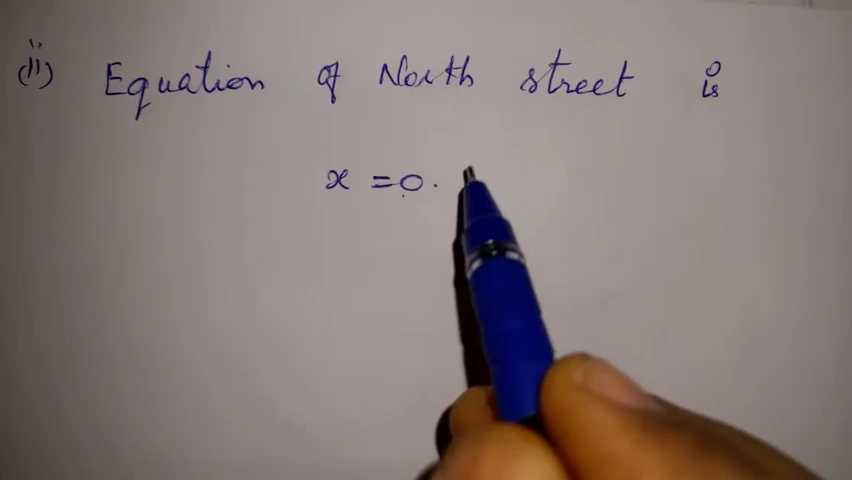 (ii) Equation of North street is
x = 0.